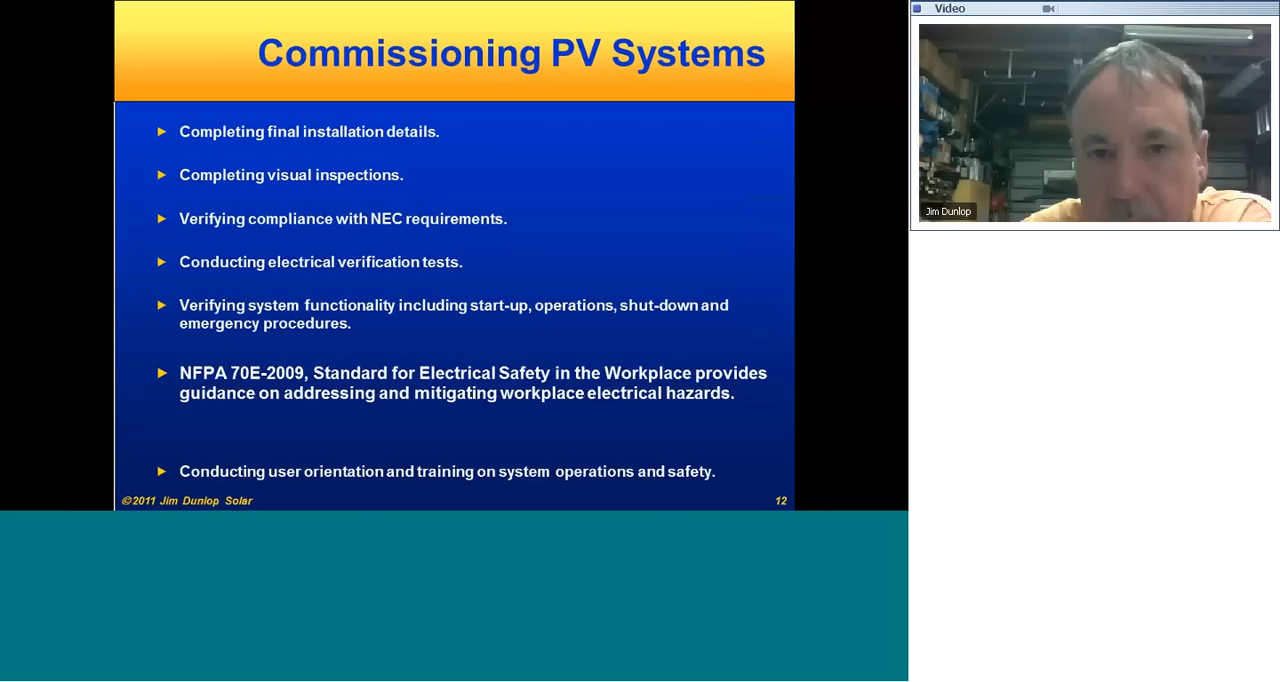 Commissioning PV Systems
Completing final installation details.
Completing visual inspections.
Verifying compliance with NEC requirements.
Conducting electrical verification tests.
Verifying system functionality including start-up, operations, shut-down and
emergency procedures.
NFPA 70E-2009, Standard for Electrical Safety in the Workplace provides
guidance on addressing and mitigating workplace electrical hazards.
Conducting user orientation and training on system operations and safety.
©2011 Jim Dunlop Solar
12
Video
Jim Dunlop